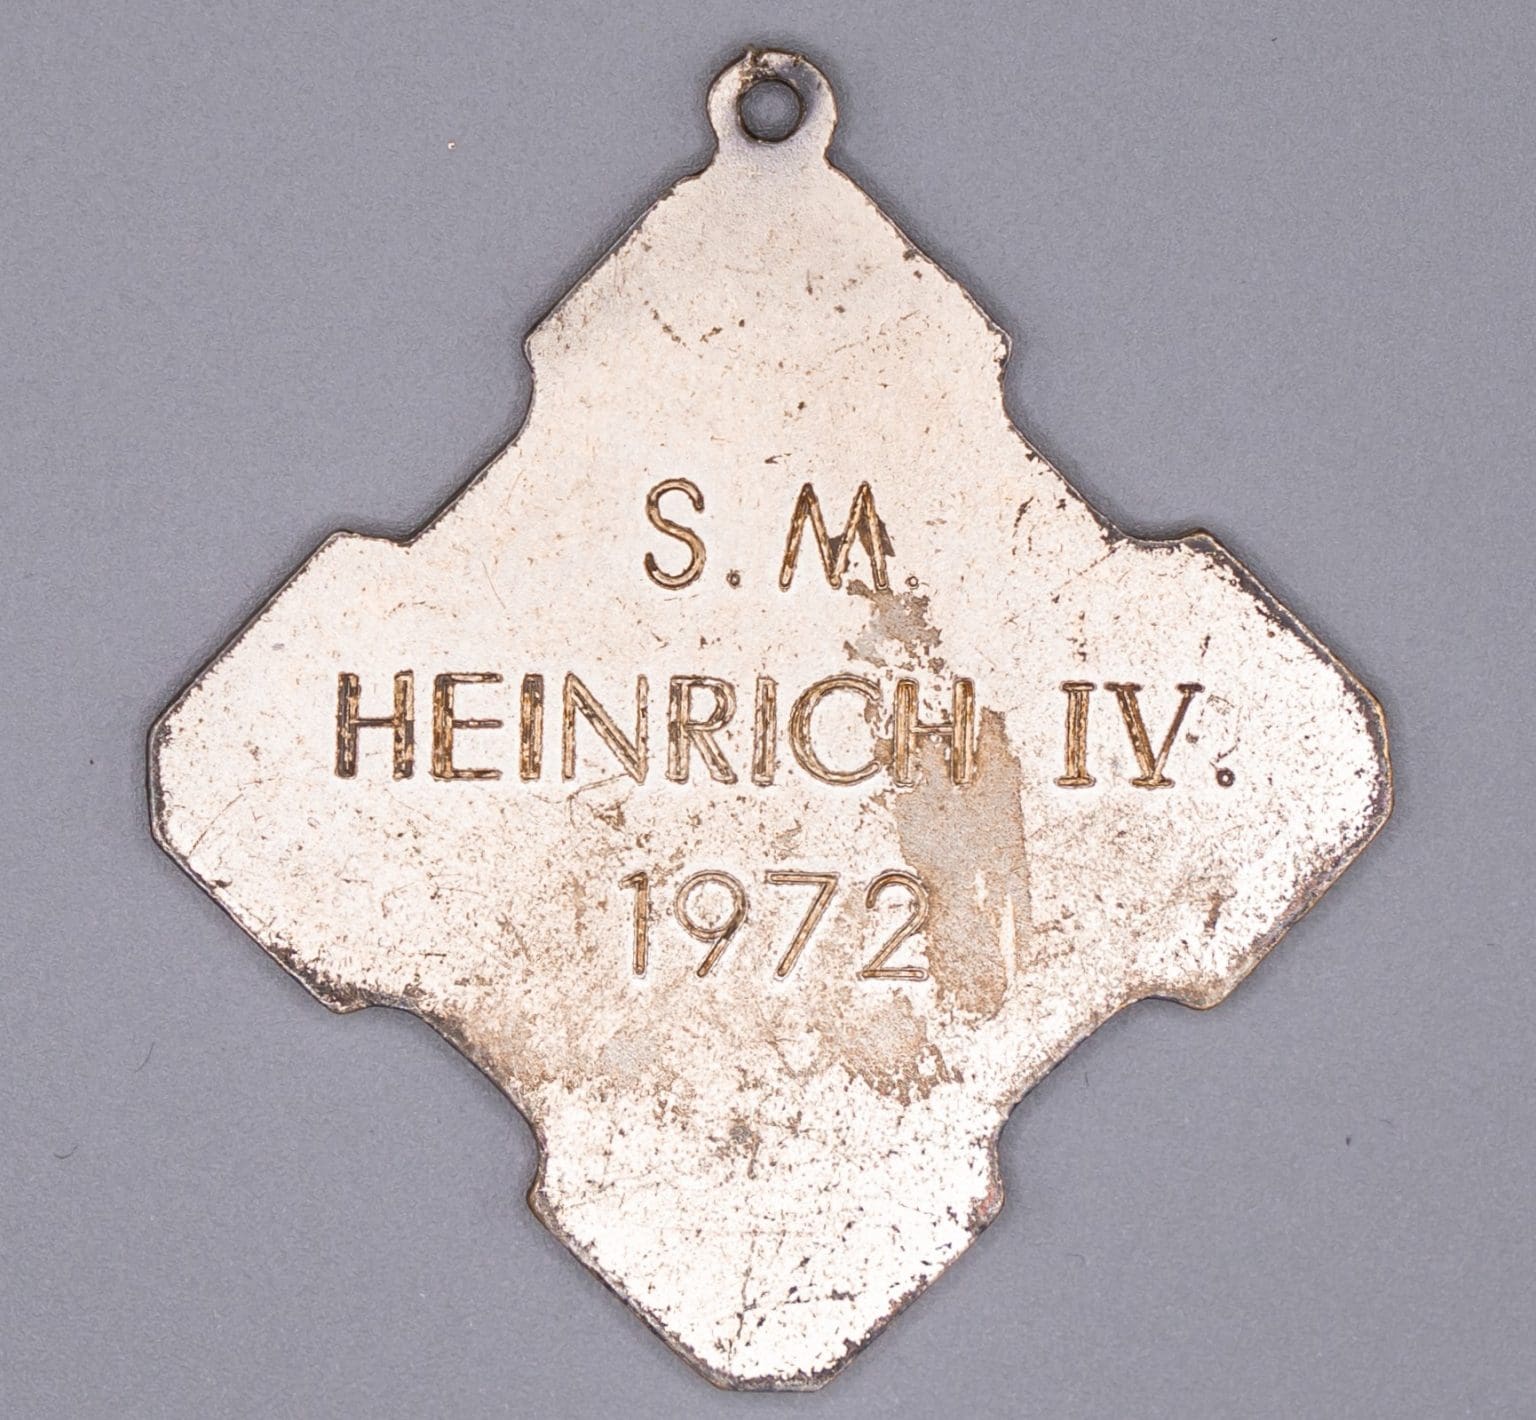 S. M.
HEINRICH IV.
1972